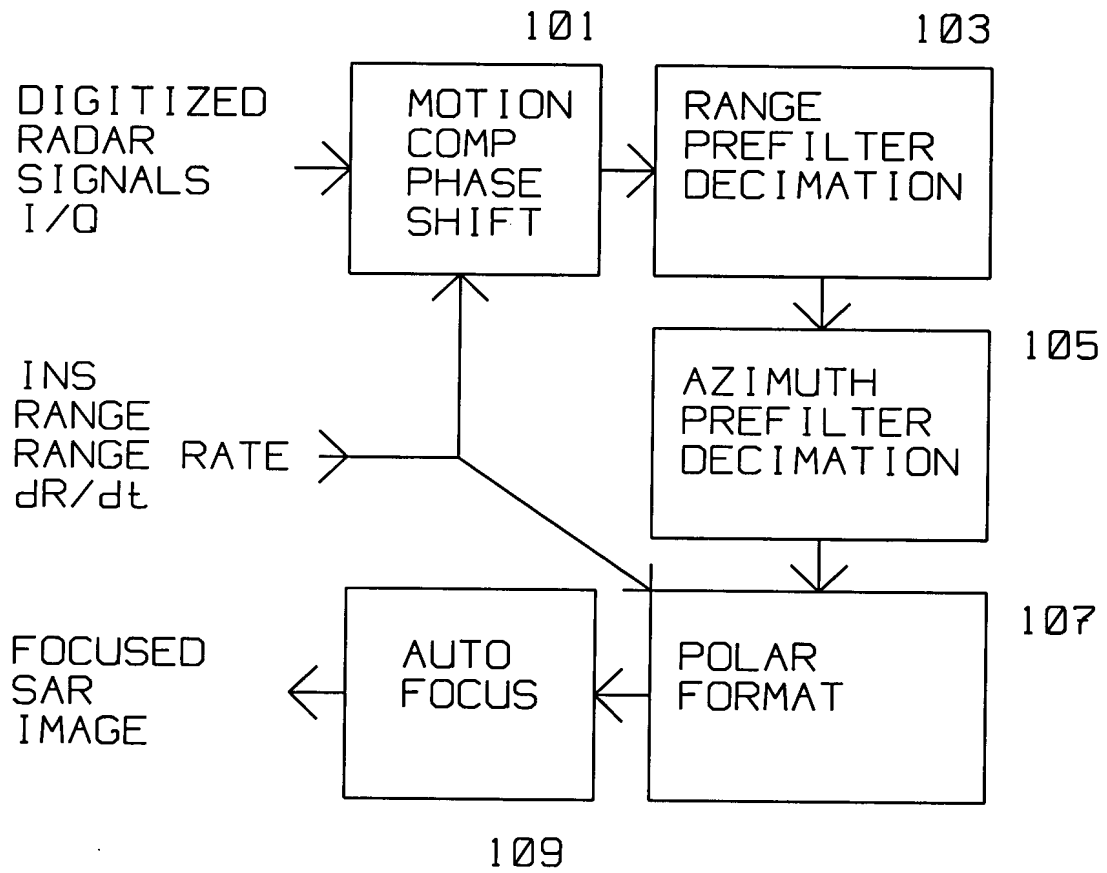 101
103
DIGITIZED
RADAR
SIGNALS
I/Q
MOTION
COMP
PHASE
SHIFT
RANGE
PREFILTER
DECIMATION
105
INS
RANGE
RANGE RATE
dR/dt
AZIMUTH
PREFILTER
DECIMATION
107
FOCUSED
SAR
IMAGE
AUTO
FOCUS
POLAR
FORMAT
109